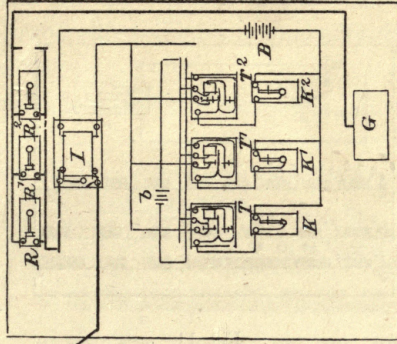 B
T² K²
R² I G
R' T' K'
b
R T K